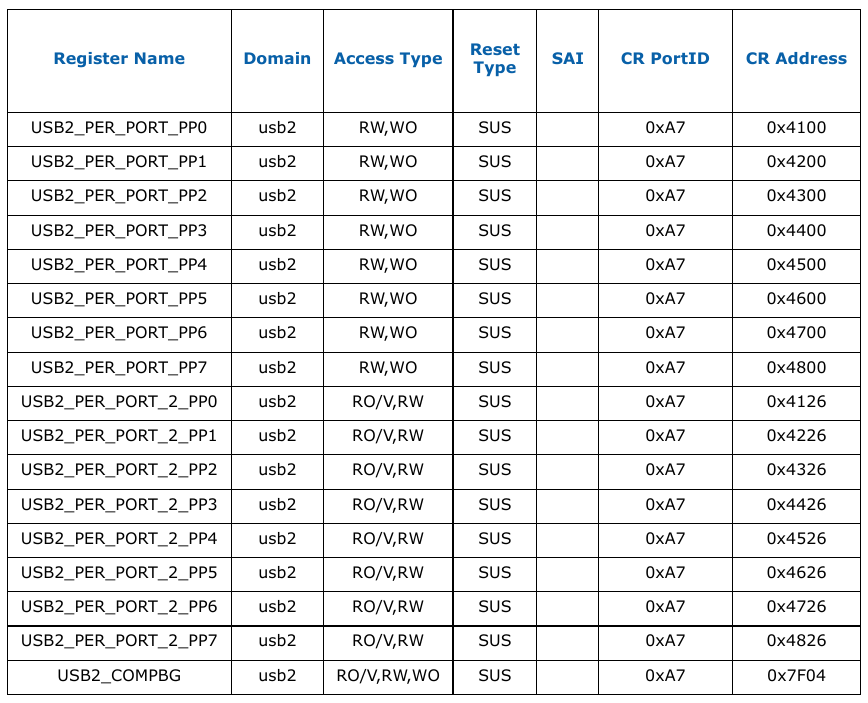 Register Name Domain Access Type Reset Type SAI CR PortID CR Address
USB2_PER_PORT_PP0 usb2 RW,WO SUS 0xA7 0x4100
USB2_PER_PORT_PP1 usb2 RW,WO SUS 0xA7 0x4200
USB2_PER_PORT_PP2 usb2 RW,WO SUS 0xA7 0x4300
USB2_PER_PORT_PP3 usb2 RW,WO SUS 0xA7 0x4400
USB2_PER_PORT_PP4 usb2 RW,WO SUS 0xA7 0x4500
USB2_PER_PORT_PP5 usb2 RW,WO SUS 0xA7 0x4600
USB2_PER_PORT_PP6 usb2 RW,WO SUS 0xA7 0x4700
USB2_PER_PORT_PP7 usb2 RW,WO SUS 0xA7 0x4800
USB2_PER_PORT_2_PP0 usb2 RO/V,RW SUS 0xA7 0x4126
USB2_PER_PORT_2_PP1 usb2 RO/V,RW SUS 0xA7 0x4226
USB2_PER_PORT_2_PP2 usb2 RO/V,RW SUS 0xA7 0x4326
USB2_PER_PORT_2_PP3 usb2 RO/V,RW SUS 0xA7 0x4426
USB2_PER_PORT_2_PP4 usb2 RO/V,RW SUS 0xA7 0x4526
USB2_PER_PORT_2_PP5 usb2 RO/V,RW SUS 0xA7 0x4626
USB2_PER_PORT_2_PP6 usb2 RO/V,RW SUS 0xA7 0x4726
USB2_PER_PORT_2_PP7 usb2 RO/V,RW SUS 0xA7 0x4826
USB2_COMPBG usb2 RO/V,RW,WO SUS 0xA7 0x7F04